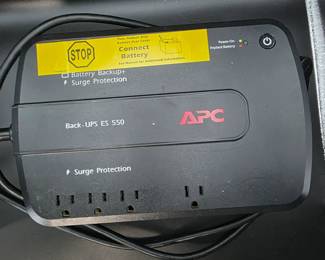 STOP
Connect
Battery
Power On
Replace Battery
Battery Backup+
Surge Protection
Back-UPS ES 550
APC
Surge Protection